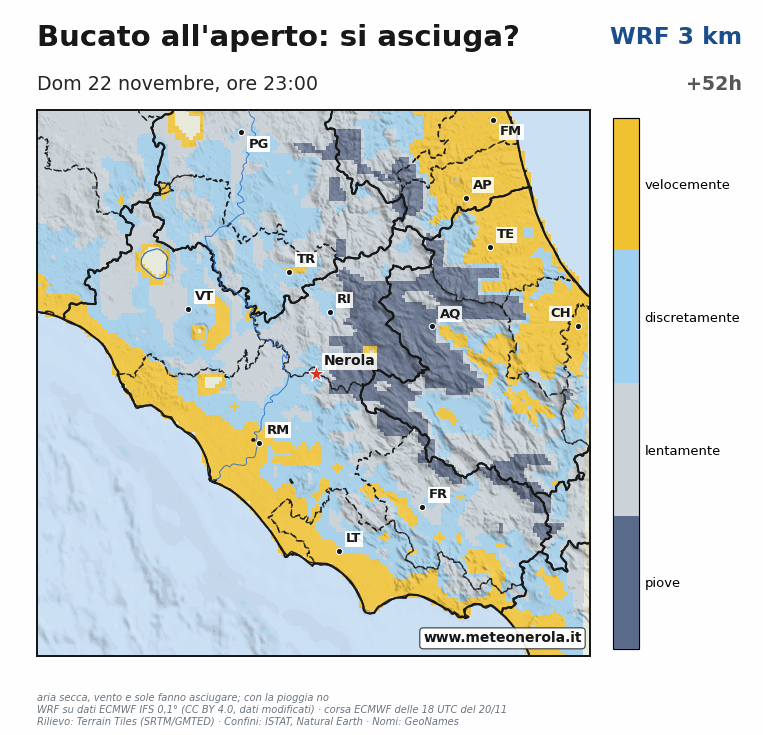 Bucato all'aperto: si asciuga?
WRF 3 km
Dom 22 novembre, ore 23:00
+52h
FM
PG
AP
TE
TR
VT
RI
AQ
CH
Nerola
RM
FR
LT
velocemente
discretamente
lentamente
piove
www.meteonerola.it
aria secca, vento e sole fanno asciugare; con la pioggia no
WRF su dati ECMWF IFS 0,1° (CC BY 4.0, dati modificati) · corsa ECMWF delle 18 UTC del 20/11
Rilievo: Terrain Tiles (SRTM/GMTED) · Confini: ISTAT, Natural Earth · Nomi: GeoNames